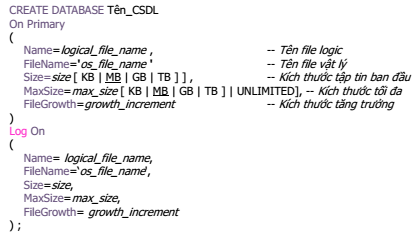 CREATE DATABASE Tên_CSDL
On Primary
(
Name=logical_file_name , -- Tên file logic
FileName='os_file_name ' -- Tên file vật lý
Size=size [ KB | MB | GB | TB ] ] , -- Kích thước tập tin ban đầu
MaxSize=max_size [ KB | MB | GB | TB ] | UNLIMITED], -- Kích thước tối đa
FileGrowth=growth_increment -- Kích thước tăng trưởng
)
Log On
(
Name= logical_file_name,
FileName='os_file_name',
Size=size,
MaxSize=max_size,
FileGrowth= growth_increment
) ;